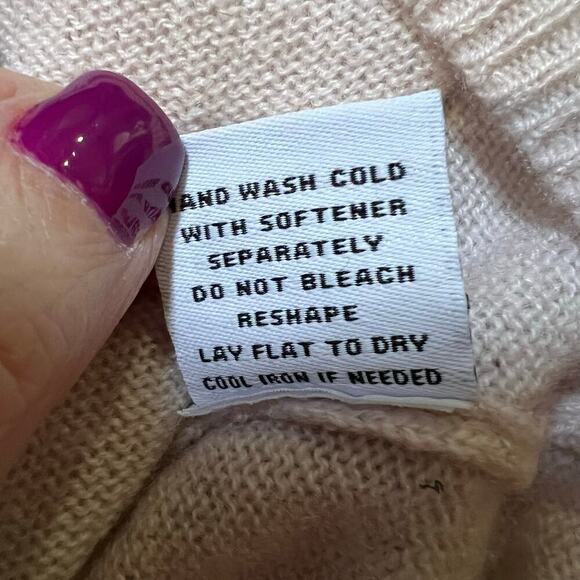 HAND WASH COLD
WITH SOFTENER
SEPARATELY
DO NOT BLEACH
RESHAPE
LAY FLAT TO DRY
COOL IRON IF NEEDED